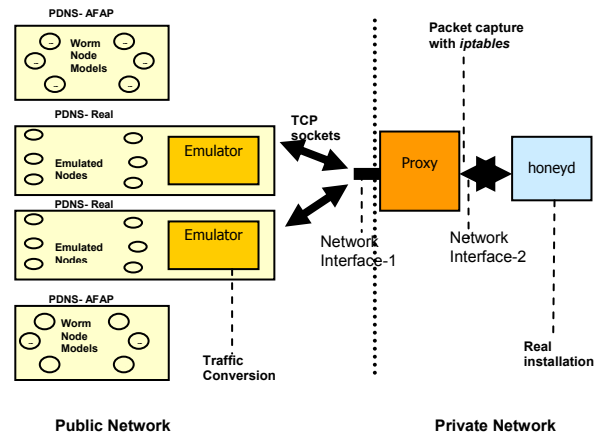 PDNS- AFAP
Worm
Node
Models
PDNS- Real
Emulated
Nodes
Emulator
PDNS- Real
Emulated
Nodes
Emulator
PDNS- AFAP
Worm
Node
Models
Traffic
Conversion
TCP
sockets
Network
Interface-1
Packet capture
with iptables
Proxy
Network
Interface-2
honeyd
Real
installation
Public Network
Private Network